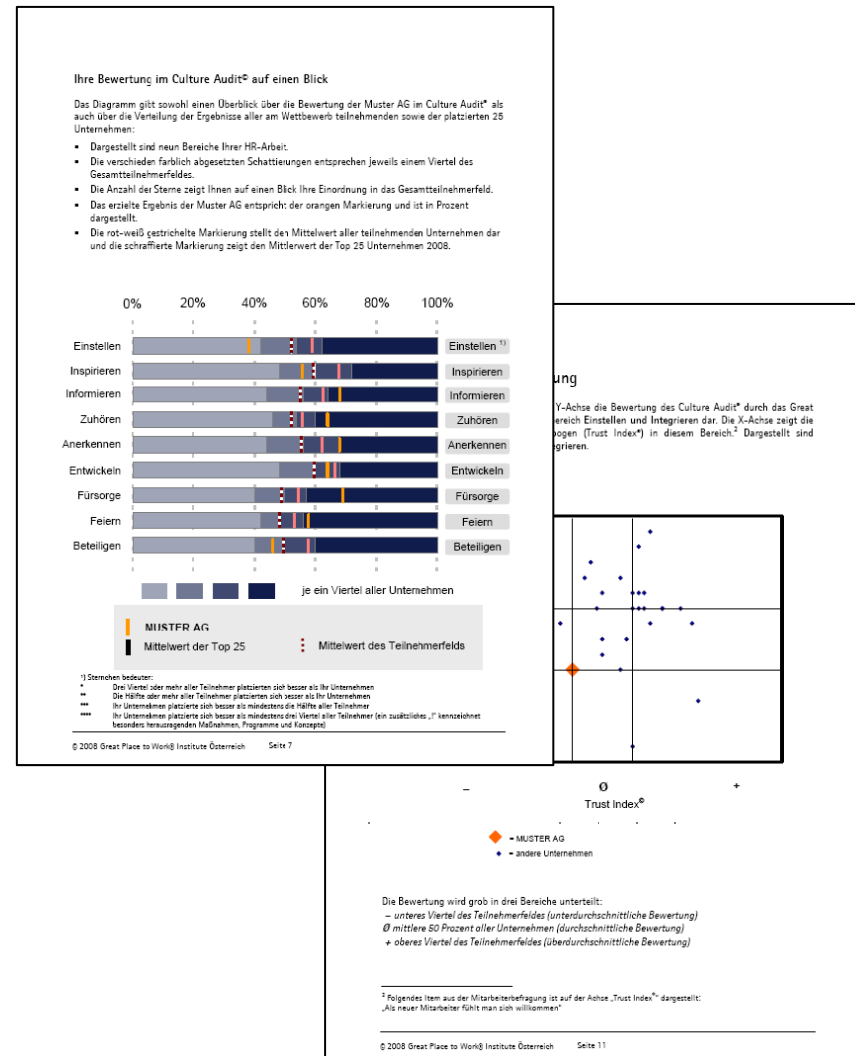 Ihre Bewertung im Culture Audit© auf einen Blick
Das Diagramm gibt sowohl einen Überblick über die Bewertung der Muster AG im Culture Audit® als
auch über die Verteilung der Ergebnisse aller am Wettbewerb teilnehmenden sowie der platzierten 25
Unternehmen:
▪ Dargestellt sind neun Bereiche Ihrer HR-Arbeit.
▪ Die verschieden farblich abgesetzten Schattierungen entsprechen jeweils einem Viertel des
Gesamtteilnehmerfeldes.
▪ Die Anzahl der Sterne zeigt Ihnen auf einen Blick Ihre Einordnung in das Gesamtteilnehmerfeld.
▪ Das erzielte Ergebnis der Muster AG entspricht der orangen Markierung und ist in Prozent
dargestellt.
▪ Die rot-weiß gestrichelte Markierung stellt den Mittelwert aller teilnehmenden Unternehmen dar
und die schraffierte Markierung zeigt den Mittlerwert der Top 25 Unternehmen 2008.
0% 20% 40% 60% 80% 100%
Einstellen Einstellen ¹⁾
Inspirieren Inspirieren
Informieren Informieren
Zuhören Zuhören
Anerkennen Anerkennen
Entwickeln Entwickeln
Fürsorge Fürsorge
Feiern Feiern
Beteiligen Beteiligen
je ein Viertel aller Unternehmen
MUSTER AG
Mittelwert der Top 25 Mittelwert des Teilnehmerfelds
¹) Sternchen bedeuten:
* Drei Viertel oder mehr aller Teilnehmer platzierten sich besser als Ihr Unternehmen
** Die Hälfte oder mehr aller Teilnehmer platzierten sich besser als Ihr Unternehmen
*** Ihr Unternehmen platzierte sich besser als mindestens die Hälfte aller Teilnehmer
**** Ihr Unternehmen platzierte sich besser als mindestens drei Viertel aller Teilnehmer (ein zusätzliches „!" kennzeichnet
besonders herausragenden Maßnahmen, Programme und Konzepte)
© 2008 Great Place to Work® Institute Österreich Seite 7
ung
Y-Achse die Bewertung des Culture Audit® durch das Great
ereich Einstellen und Integrieren dar. Die X-Achse zeigt die
bogen (Trust Index®) in diesem Bereich.² Dargestellt sind
egrieren.
– Ø +
Trust Index©
= MUSTER AG
= andere Unternehmen
Die Bewertung wird grob in drei Bereiche unterteilt:
– unteres Viertel des Teilnehmerfeldes (unterdurchschnittliche Bewertung)
Ø mittlere 50 Prozent aller Unternehmen (durchschnittliche Bewertung)
+ oberes Viertel des Teilnehmerfeldes (überdurchschnittliche Bewertung)
² Folgendes Item aus der Mitarbeiterbefragung ist auf der Achse „Trust Index®" dargestellt:
„Als neuer Mitarbeiter fühlt man sich willkommen"
© 2008 Great Place to Work® Institute Österreich Seite 11